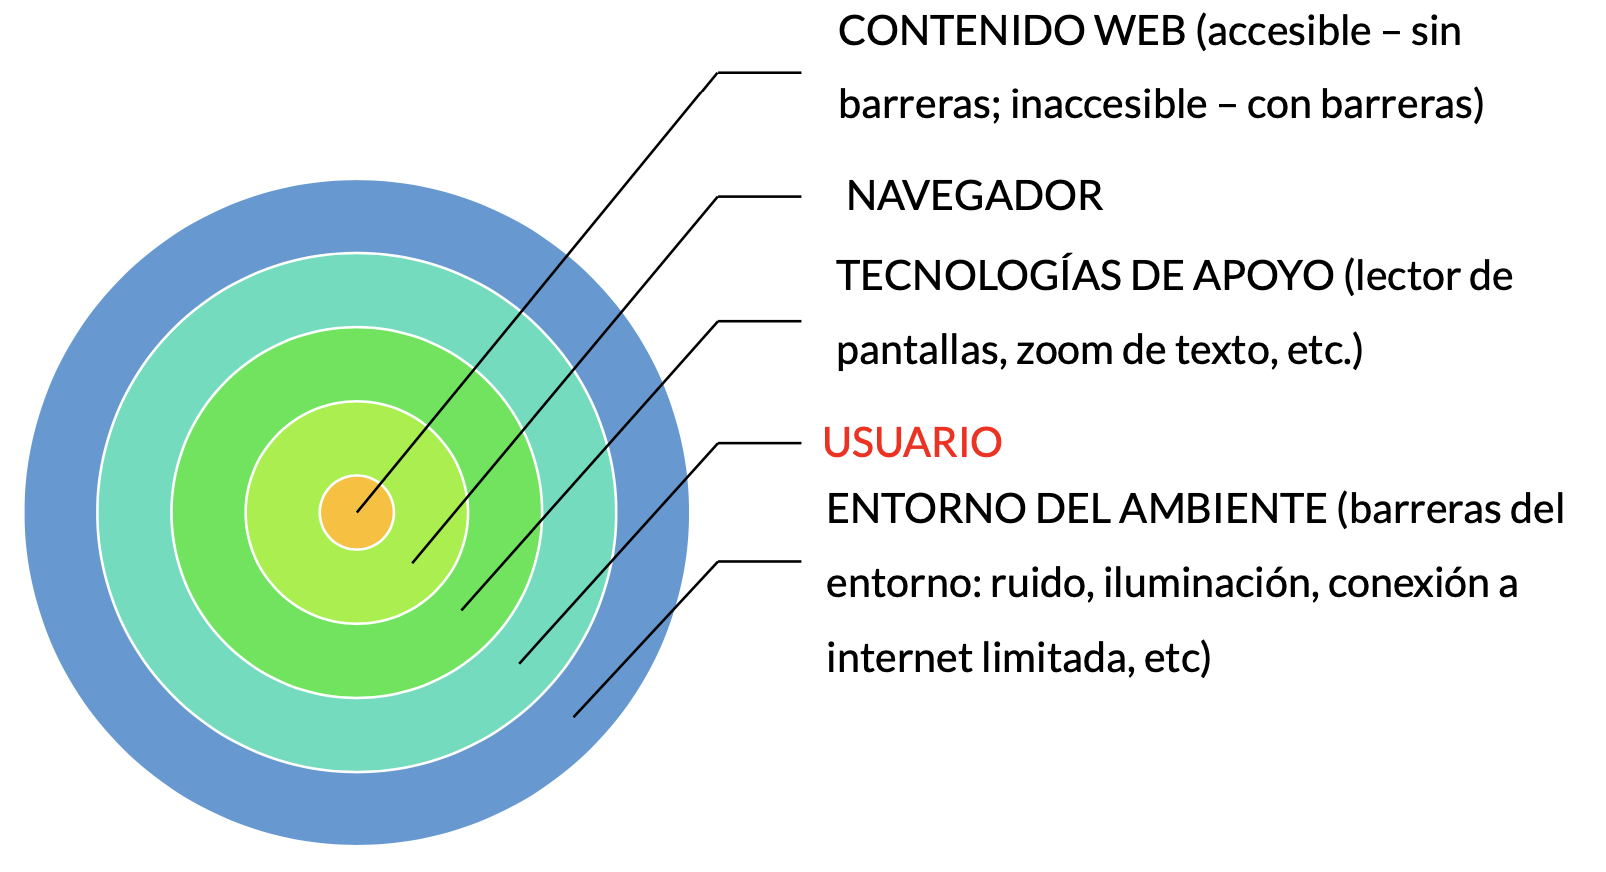 CONTENIDO WEB (accesible – sin
barreras; inaccesible – con barreras)
NAVEGADOR
TECNOLOGÍAS DE APOYO (lector de
pantallas, zoom de texto, etc.)
USUARIO
ENTORNO DEL AMBIENTE (barreras del
entorno: ruido, iluminación, conexión a
internet limitada, etc)